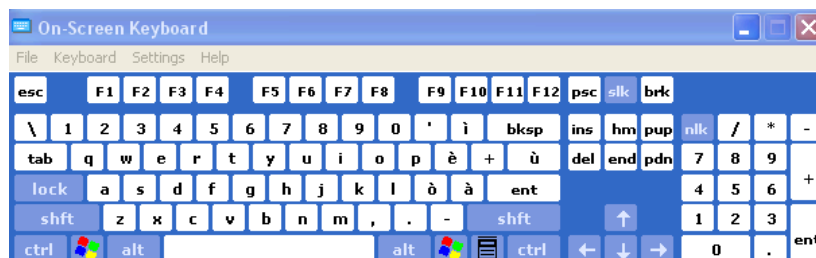 On-Screen Keyboard
File Keyboard Settings Help
esc F1 F2 F3 F4 F5 F6 F7 F8 F9 F10 F11 F12 psc slk brk
\ 1 2 3 4 5 6 7 8 9 0 ' ì bksp ins hm pup nlk / * -
tab q w e r t y u i o p è + ù del end pdn 7 8 9 +
lock a s d f g h j k l ò à ent 4 5 6
shft z x c v b n m , . - shft ↑ 1 2 3
ctrl alt alt ctrl ← ↓ → 0 . ent